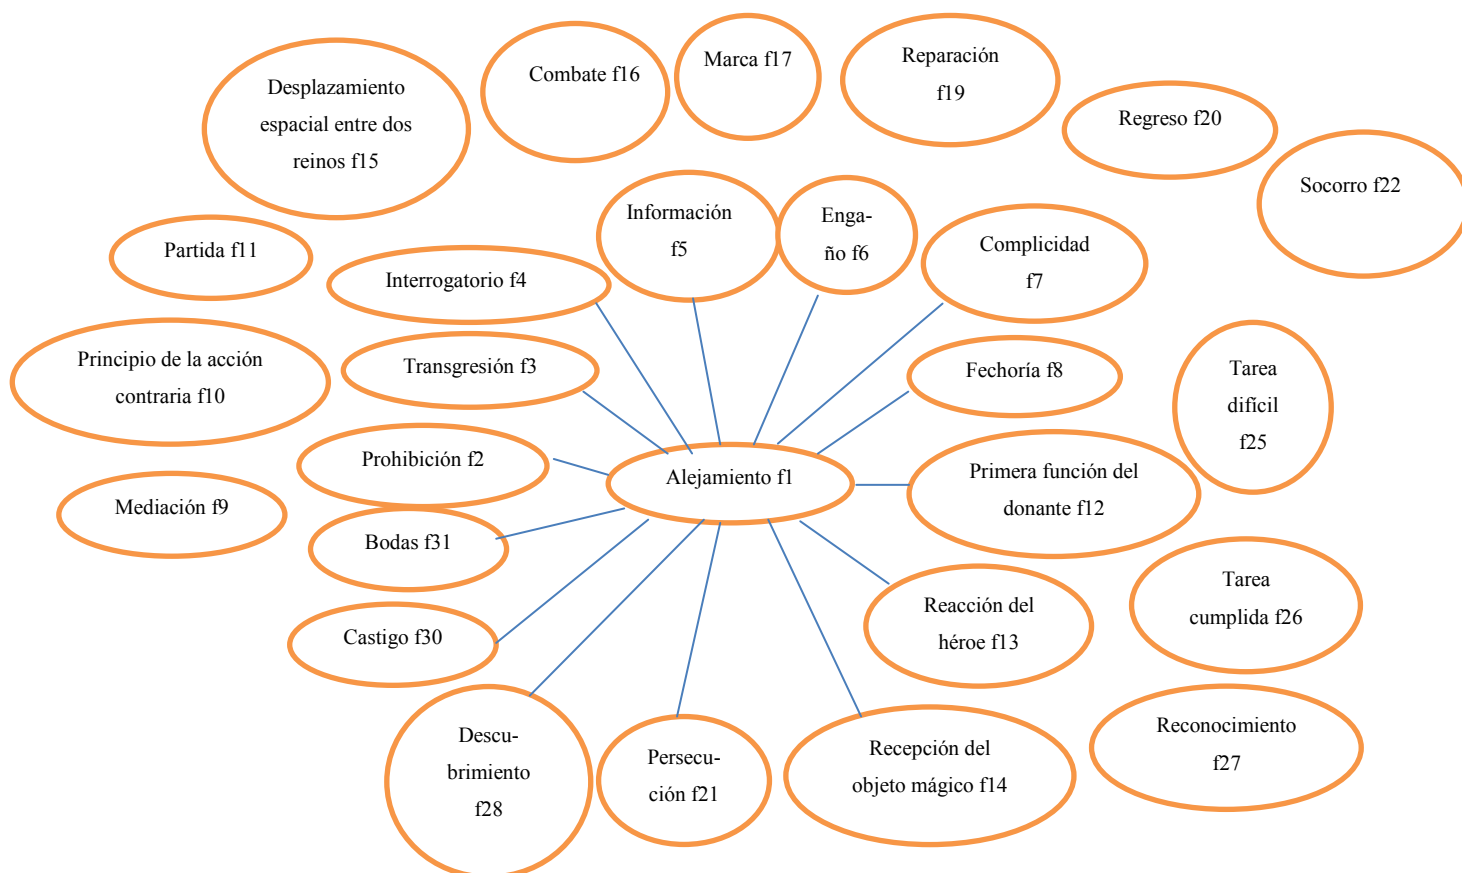 Desplazamiento
espacial entre dos
reinos f15
Combate f16
Marca f17
Reparación
f19
Regreso f20
Socorro f22
Partida f11
Interrogatorio f4
Información
f5
Enga-
ño f6
Complicidad
f7
Principio de la acción
contraria f10
Transgresión f3
Fechoría f8
Tarea
difícil
f25
Prohibición f2
Alejamiento f1
Primera función del
donante f12
Mediación f9
Bodas f31
Reacción del
héroe f13
Tarea
cumplida f26
Castigo f30
Descu-
brimiento
f28
Persecu-
ción f21
Recepción del
objeto mágico f14
Reconocimiento
f27